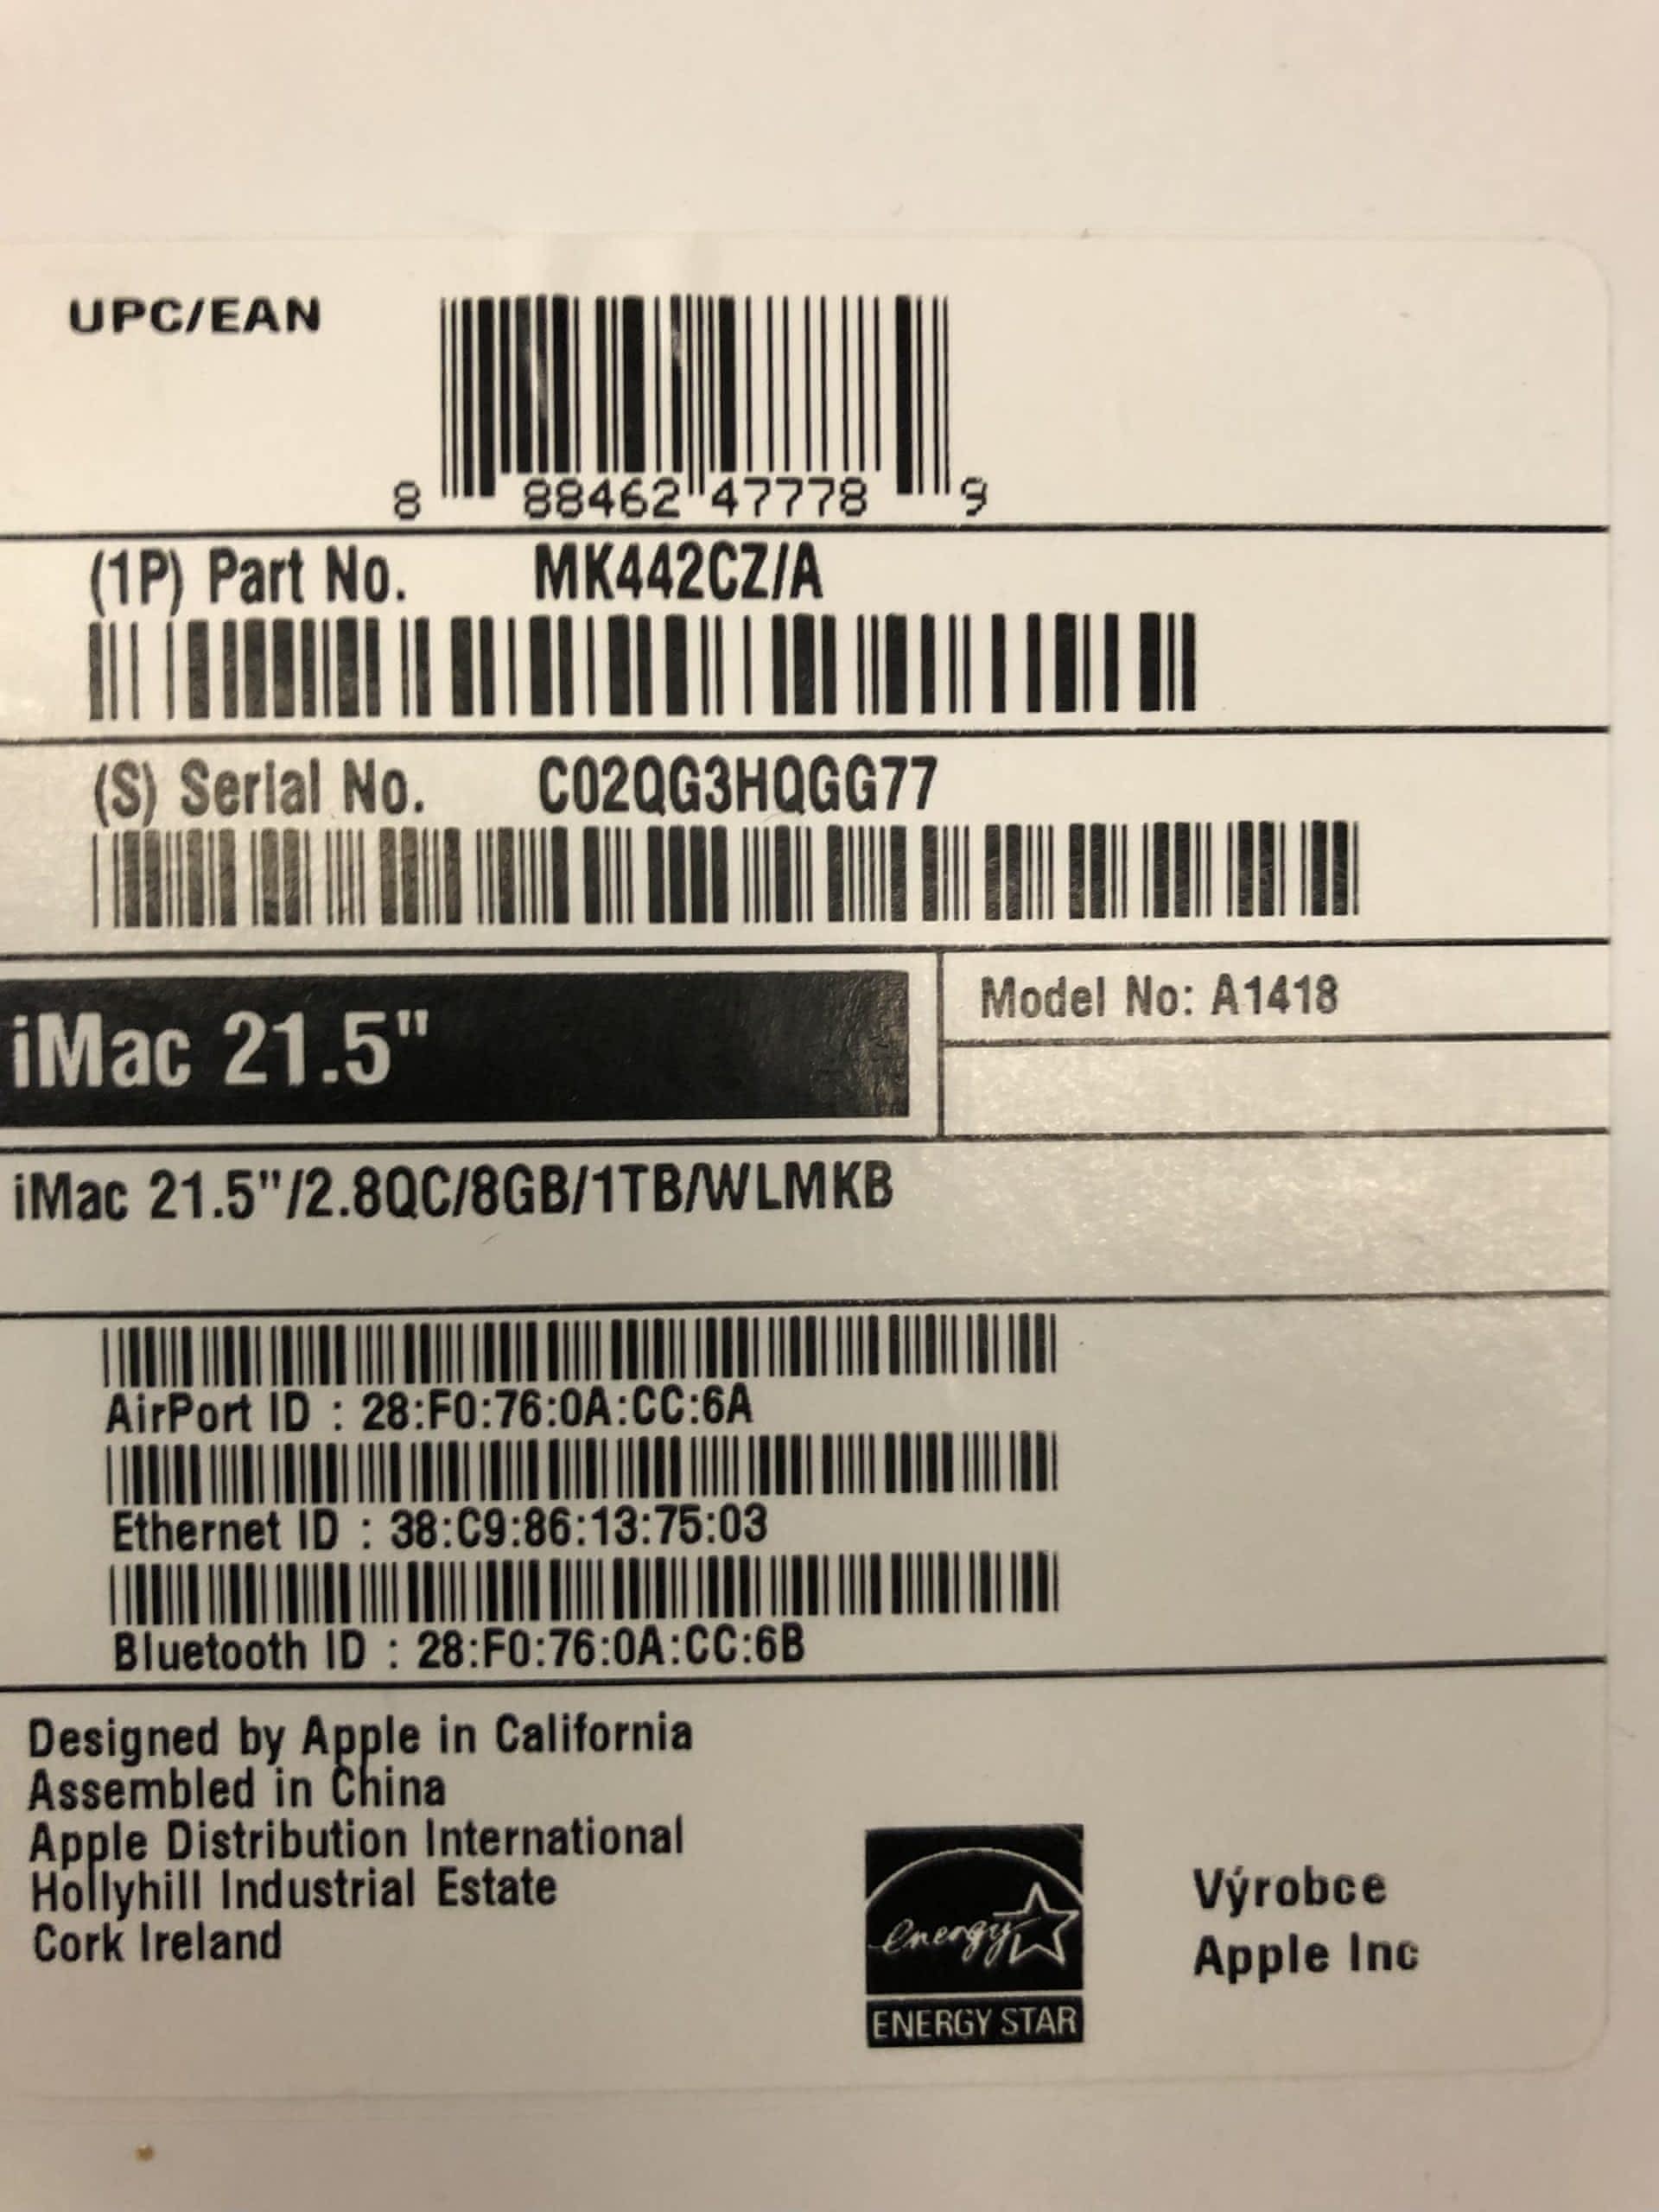 UPC/EAN
8 88462 47778 9
(1P) Part No. MK442CZ/A
(S) Serial No. C02QG3HQGG77
iMac 21.5"
Model No: A1418
iMac 21.5"/2.8QC/8GB/1TB/WLMKB
AirPort ID : 28:F0:76:0A:CC:6A
Ethernet ID : 38:C9:86:13:75:03
Bluetooth ID : 28:F0:76:0A:CC:6B
Designed by Apple in California
Assembled in China
Apple Distribution International
Hollyhill Industrial Estate
Cork Ireland
energy
ENERGY STAR
Výrobce
Apple Inc